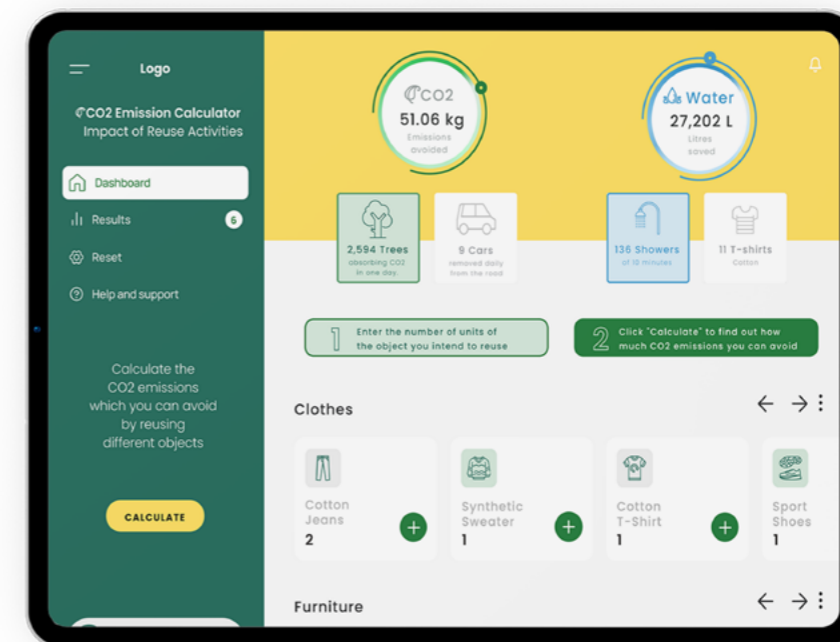 Logo
CO2 Emission Calculator
Impact of Reuse Activities
Dashboard
Results
6
Reset
Help and support
Calculate the
CO2 emissions
which you can avoid
by reusing
different objects
CALCULATE
CO2
51.06 kg
Emissions
avoided
Water
27,202 L
Litres
saved
2,594 Trees
absorbing CO2
in one day.
9 Cars
removed daily
from the road
136 Showers
of 10 minutes
11 T-shirts
Cotton
1
Enter the number of units of
the object you intend to reuse
2
Click "Calculate" to find out how
much CO2 emissions you can avoid
Clothes
Cotton
Jeans
2
Synthetic
Sweater
1
Cotton
T-Shirt
1
Sport
Shoes
1
Furniture